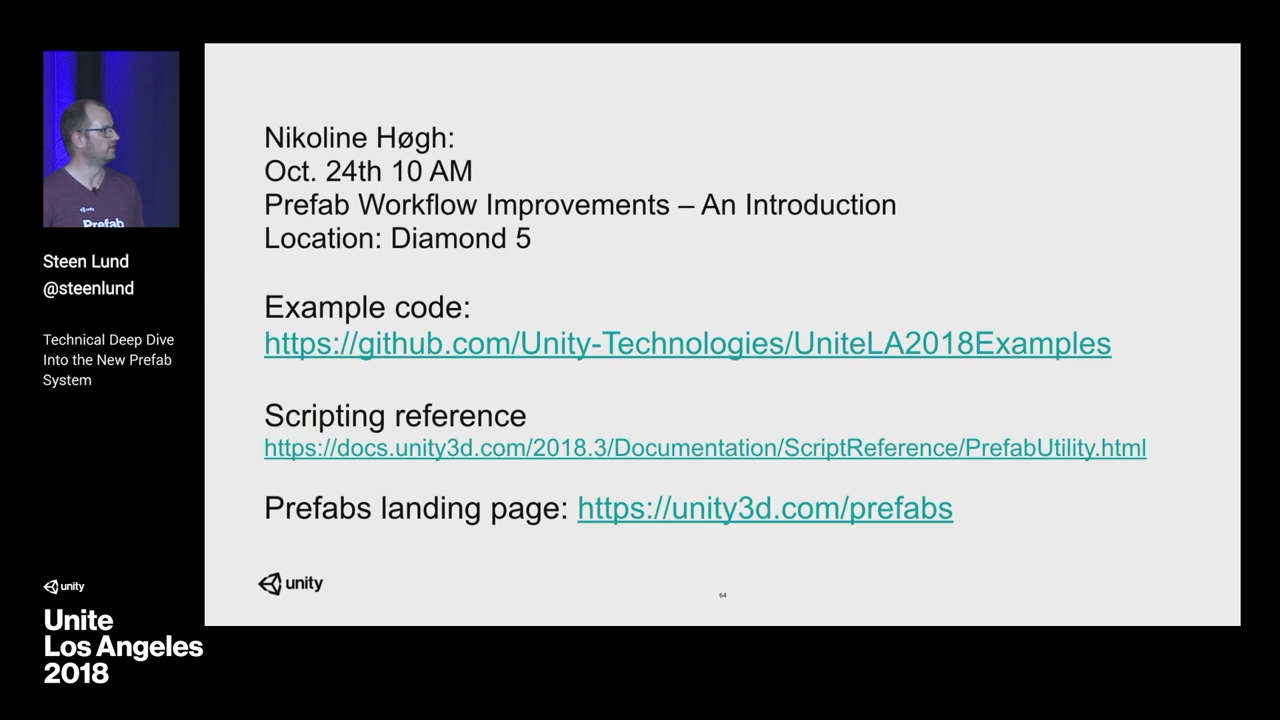 unity
Prefab
Steen Lund
@steenlund
Technical Deep Dive
Into the New Prefab
System
unity
Unite
Los Angeles
2018
Nikoline Høgh:
Oct. 24th 10 AM
Prefab Workflow Improvements – An Introduction
Location: Diamond 5
Example code:
https://github.com/Unity-Technologies/UniteLA2018Examples
Scripting reference
https://docs.unity3d.com/2018.3/Documentation/ScriptReference/PrefabUtility.html
Prefabs landing page: https://unity3d.com/prefabs
unity
64